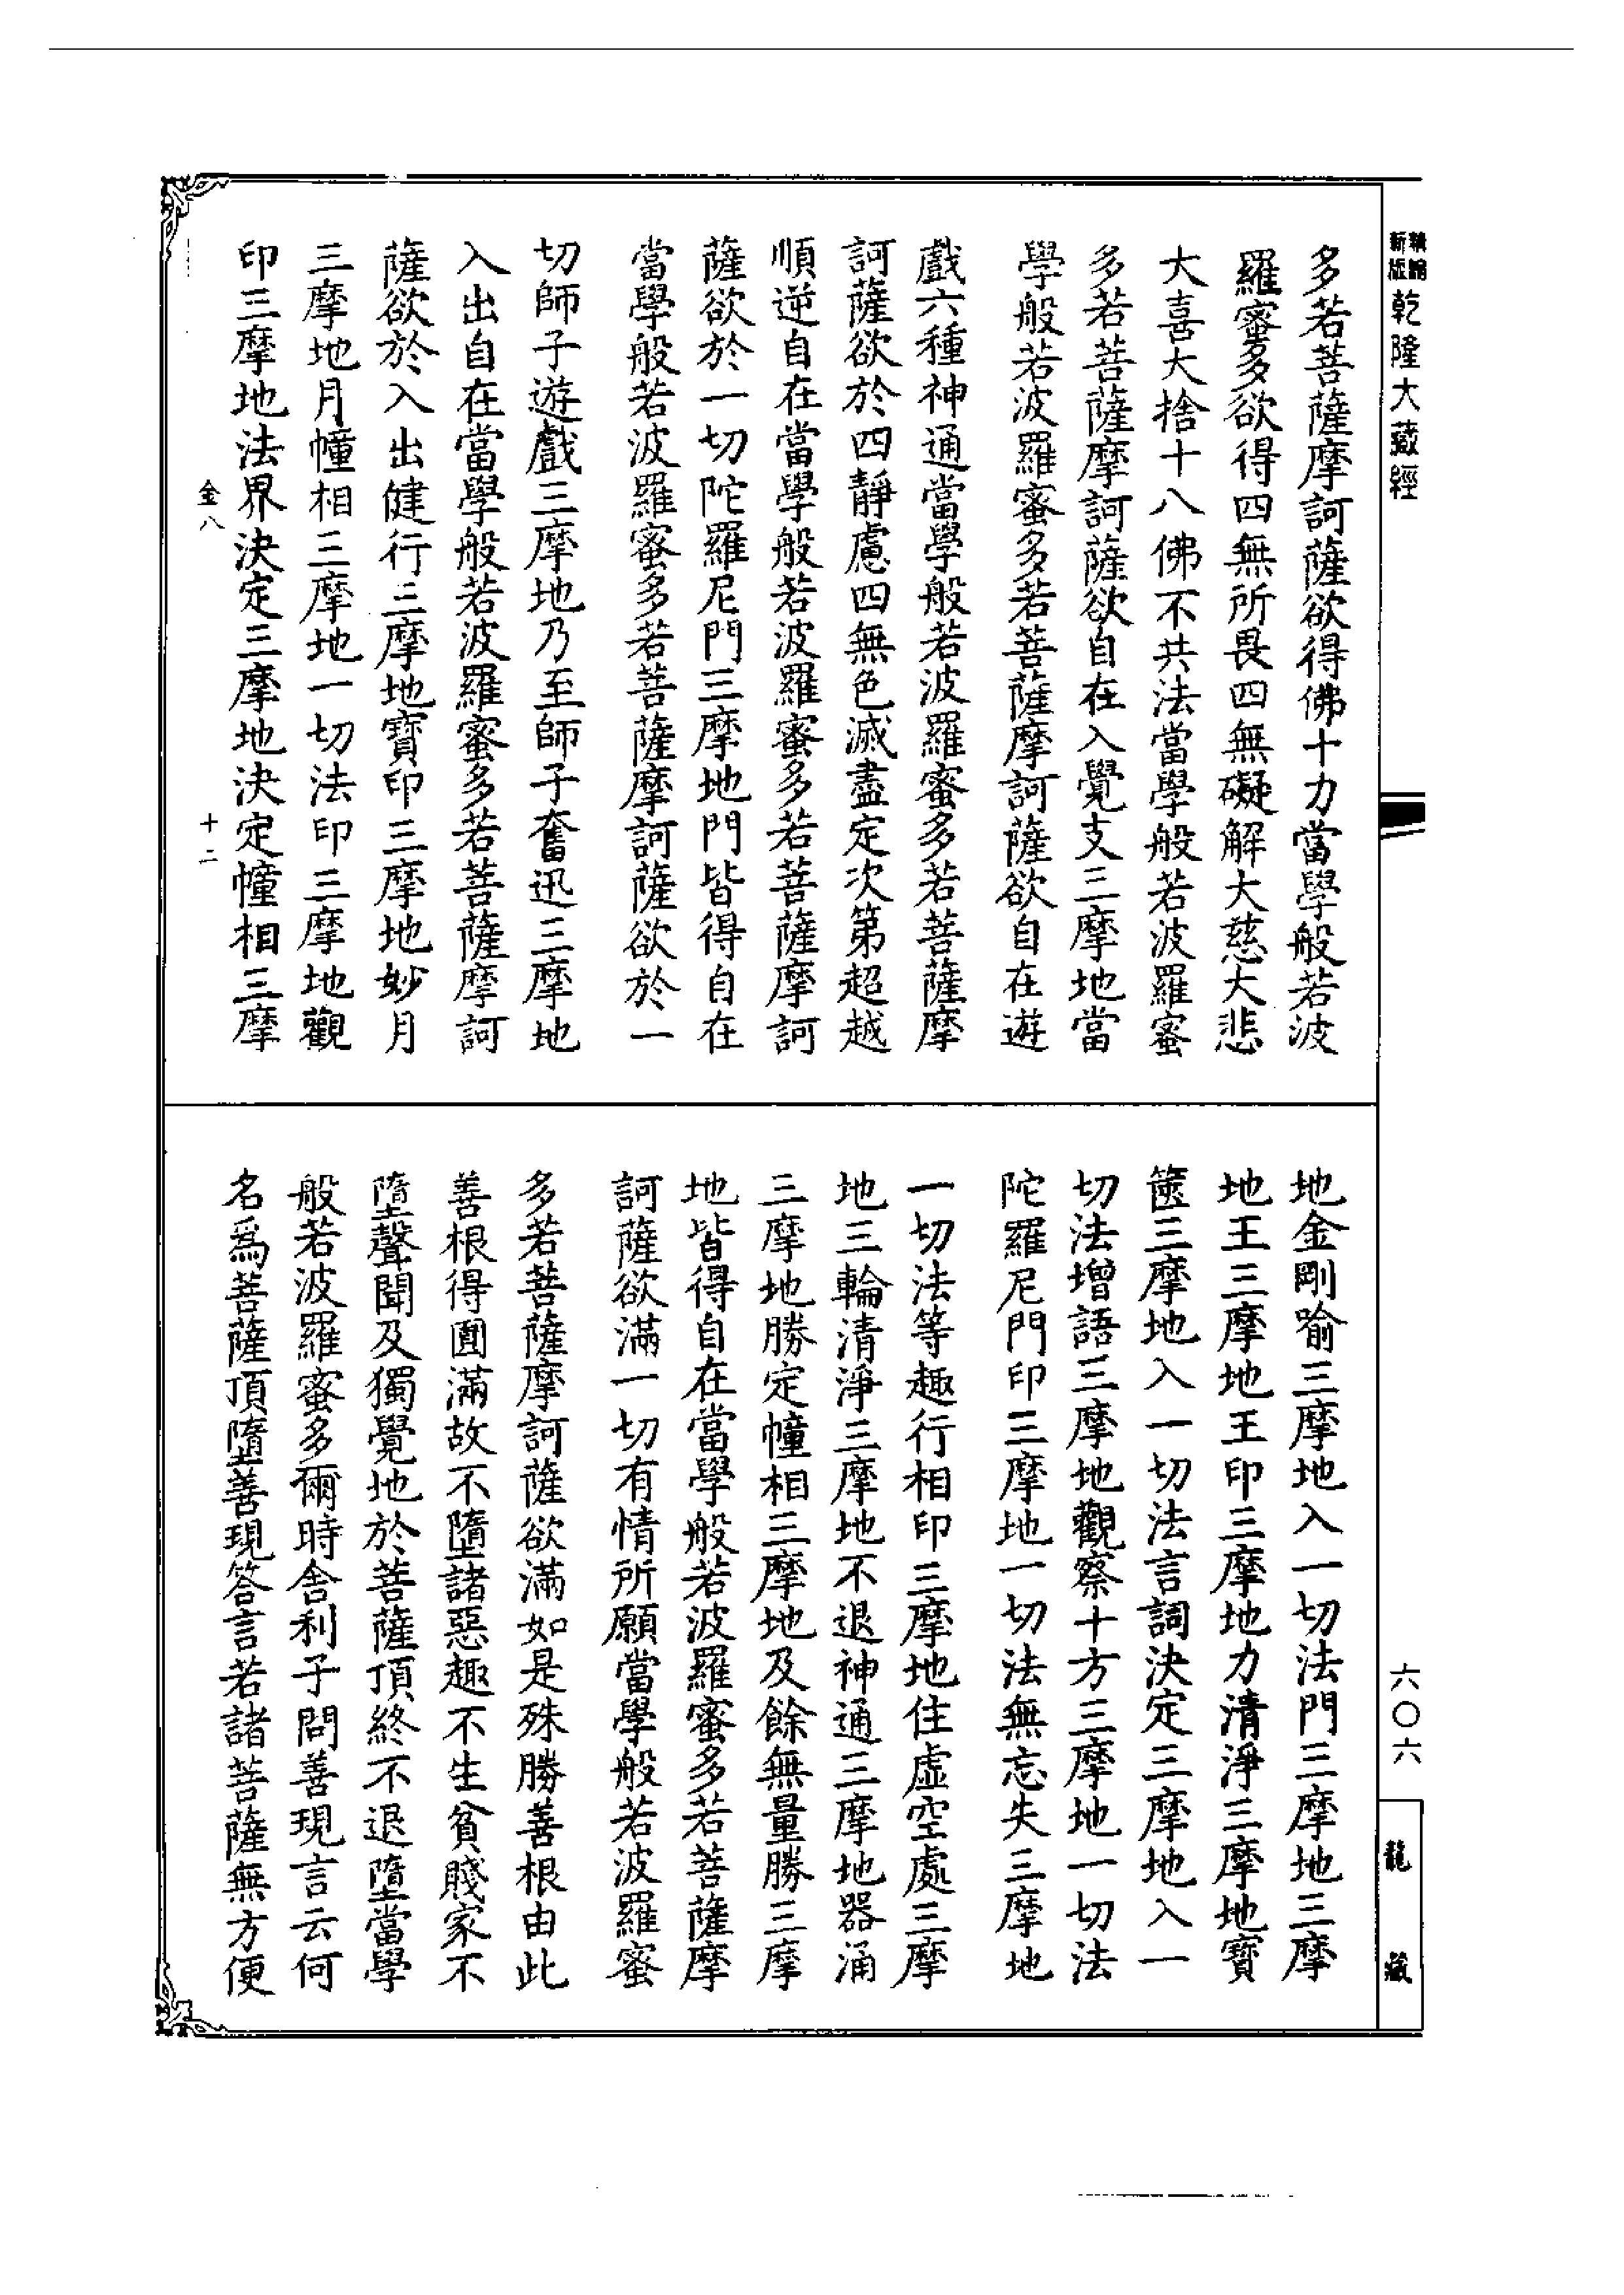 新編
新版
乾隆大藏經
六〇六
龍藏
多若菩薩摩訶薩欲得佛十力當學般若波
羅蜜多欲得四無所畏四無礙解大慈大悲
大喜大捨十八佛不共法當學般若波羅蜜
多若菩薩摩訶薩欲自在入覺支三摩地當
學般若波羅蜜多若菩薩摩訶薩欲自在遊
戲六種神通當學般若波羅蜜多若菩薩摩
訶薩欲於四靜慮四無色滅盡定次第超越
順逆自在當學般若波羅蜜多若菩薩摩訶
薩欲於一切陀羅尼門三摩地門皆得自在
當學般若波羅蜜多若菩薩摩訶薩欲於一
切師子遊戲三摩地乃至師子奮迅三摩地
入出自在當學般若波羅蜜多若菩薩摩訶
薩欲於入出健行三摩地寶印三摩地妙月
三摩地月幢相三摩地一切法印三摩地觀
印三摩地法界決定三摩地決定幢相三摩
金八 十二
地金剛喻三摩地入一切法門三摩地三摩
地王三摩地王印三摩地力清淨三摩地寶
篋三摩地入一切法言詞決定三摩地入一
切法增語三摩地觀察十方三摩地一切法
陀羅尼門印三摩地一切法無忘失三摩地
一切法等趣行相印三摩地住虛空處三摩
地三輪清淨三摩地不退神通三摩地器涌
三摩地勝定幢相三摩地及餘無量勝三摩
地皆得自在當學般若波羅蜜多若菩薩摩
訶薩欲滿一切有情所願當學般若波羅蜜
多若菩薩摩訶薩欲滿如是殊勝善根由此
善根得圓滿故不墮諸惡趣不生貧賤家不
墮聲聞及獨覺地於菩薩頂終不退墮當學
般若波羅蜜多爾時舍利子問善現言云何
名爲菩薩頂墮善現答言若諸菩薩無方便